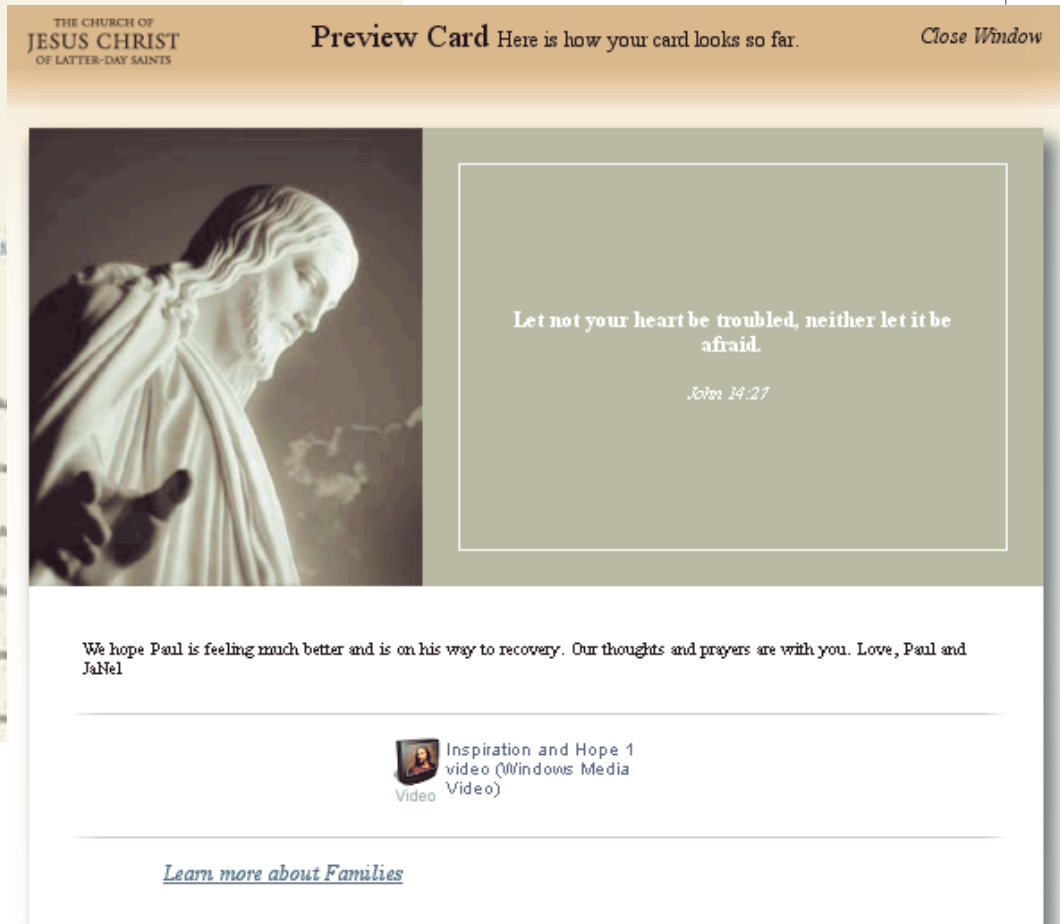 THE CHURCH OF
JESUS CHRIST
OF LATTER-DAY SAINTS
Preview Card Here is how your card looks so far.
Close Window
Let not your heart be troubled, neither let it be
afraid.
John 14:27
We hope Paul is feeling much better and is on his way to recovery. Our thoughts and prayers are with you. Love, Paul and
JaNel
Inspiration and Hope 1
video (Windows Media
Video)
Video
Learn more about Families